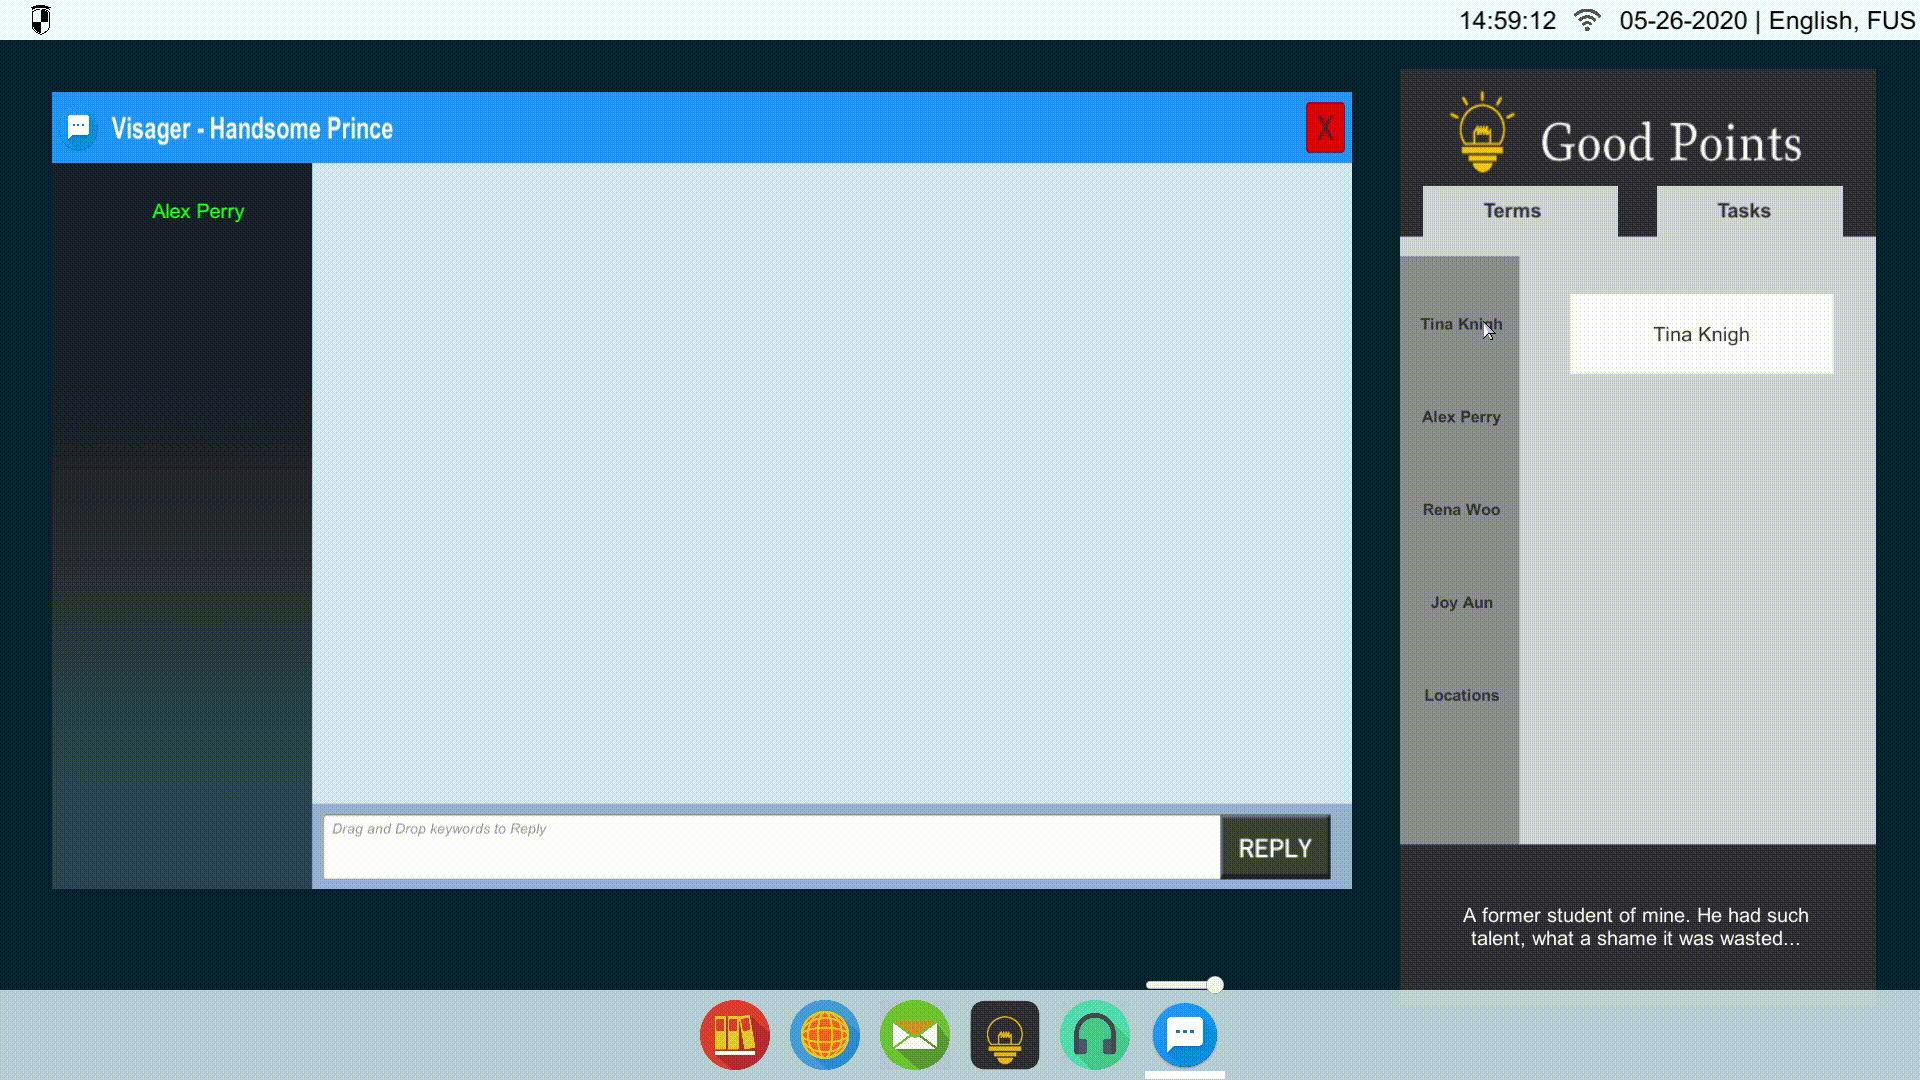 14:59:12 05-26-2020 | English, FUS
Visager - Handsome Prince
X
Alex Perry
Drag and Drop keywords to Reply
REPLY
Good Points
Terms
Tasks
Tina Knigh
Alex Perry
Rena Woo
Joy Aun
Locations
Tina Knigh
A former student of mine. He had such
talent, what a shame it was wasted...